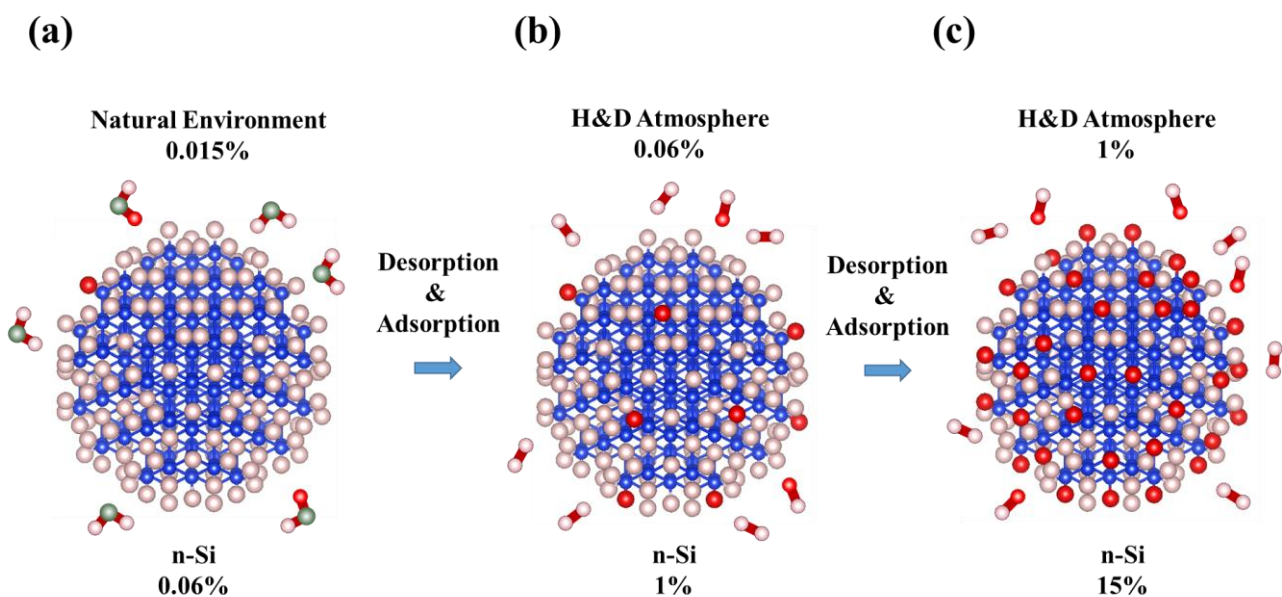 (a)
(b)
(c)
Natural Environment
0.015%
H&D Atmosphere
0.06%
H&D Atmosphere
1%
Desorption
&
Adsorption
Desorption
&
Adsorption
n-Si
0.06%
n-Si
1%
n-Si
15%